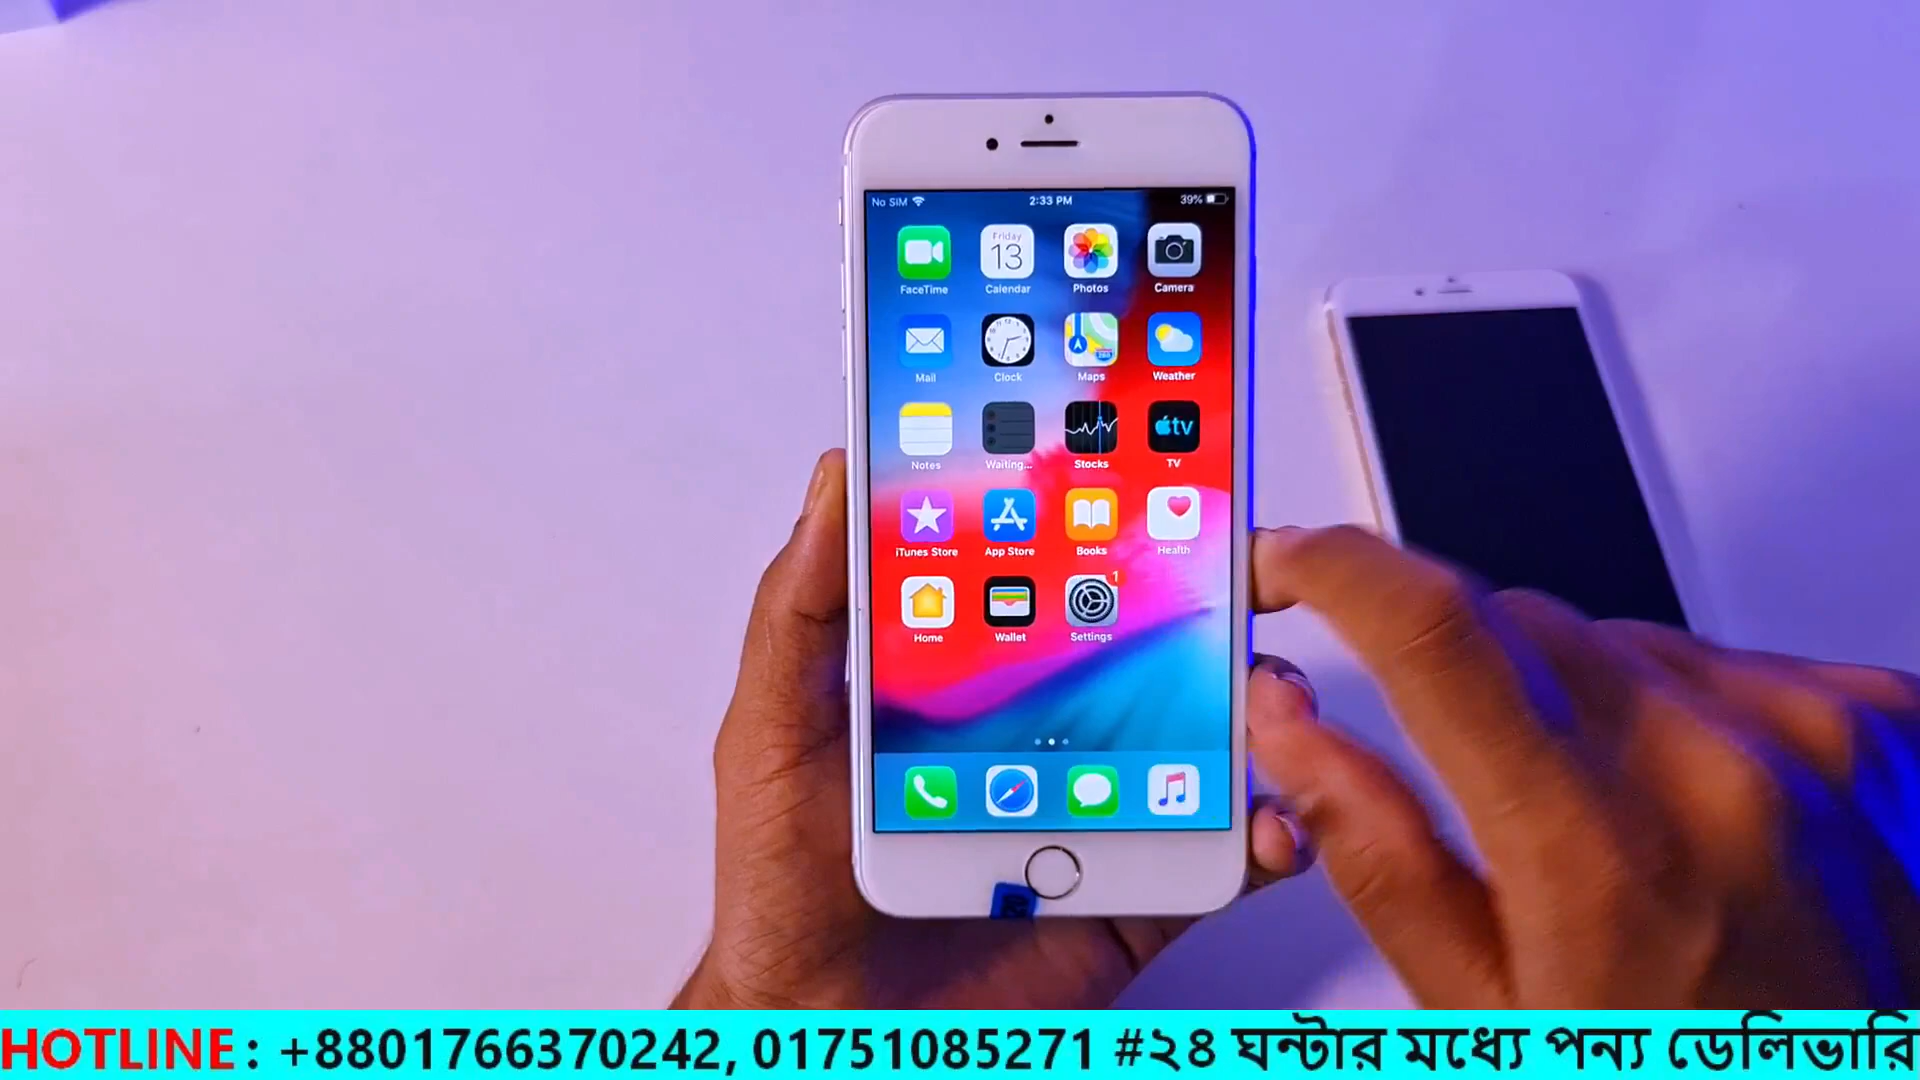 No SIM 2:33 PM 39%
Friday
13
FaceTime Calendar Photos Camera
Mail Clock Maps Weather
tv
Notes Waiting... Stocks TV
iTunes Store App Store Books Health
1
Home Wallet Settings
HOTLINE : +8801766370242, 01751085271 #২৪ ঘন্টার মধ্যে পন্য ডেলিভারি